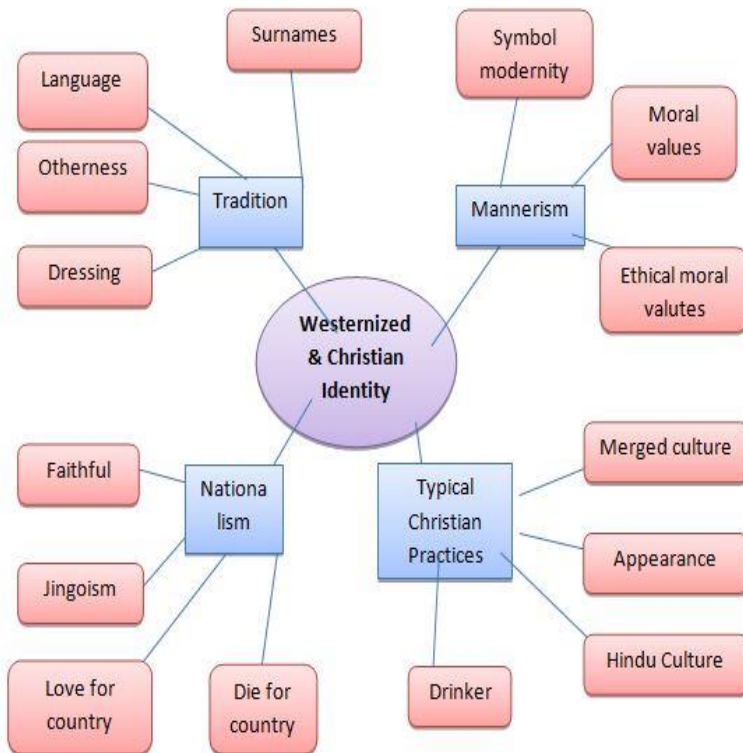 Surnames
Symbol
modernity
Language
Moral
values
Otherness
Tradition
Mannerism
Dressing
Ethical moral
valutes
Westernized
& Christian
Identity
Merged culture
Faithful
Nationa
lism
Typical
Christian
Practices
Appearance
Jingoism
Hindu Culture
Love for
country
Die for
country
Drinker